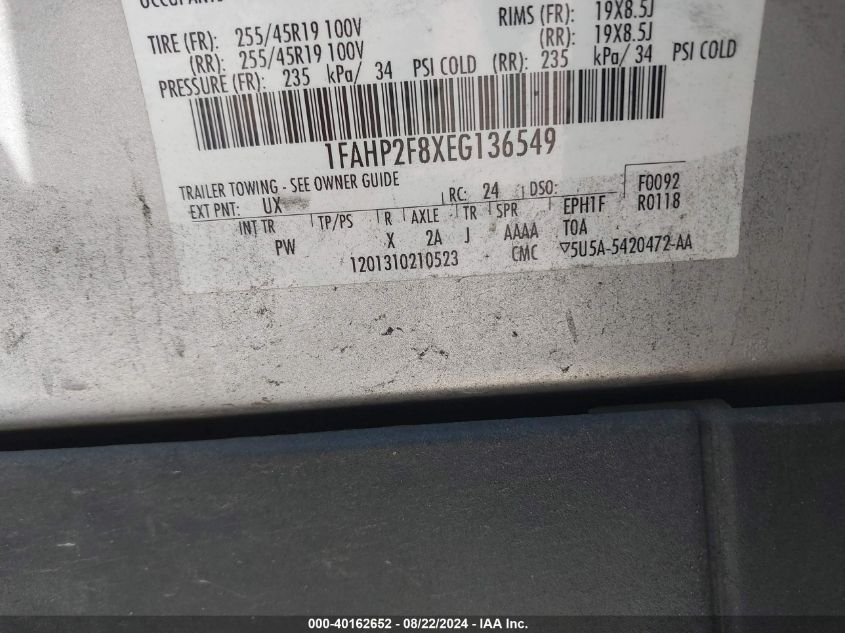 RIMS (FR): 19X8.5J
TIRE (FR): 255/45R19 100V (RR): 19X8.5J
(RR): 255/45R19 100V
PRESSURE (FR): 235 kPa/ 34 PSI COLD (RR): 235 kPa/ 34 PSI COLD
1FAHP2F8XEG136549
TRAILER TOWING - SEE OWNER GUIDE
EXT PNT: UX RC: 24 DSO: F0092
INT TR TP/PS R AXLE TR SPR EPH1F R0118
PW X 2A J AAAA T0A
1201310210523 CMC ▽5U5A-5420472-AA
000-40162652 - 08/22/2024 - IAA Inc.